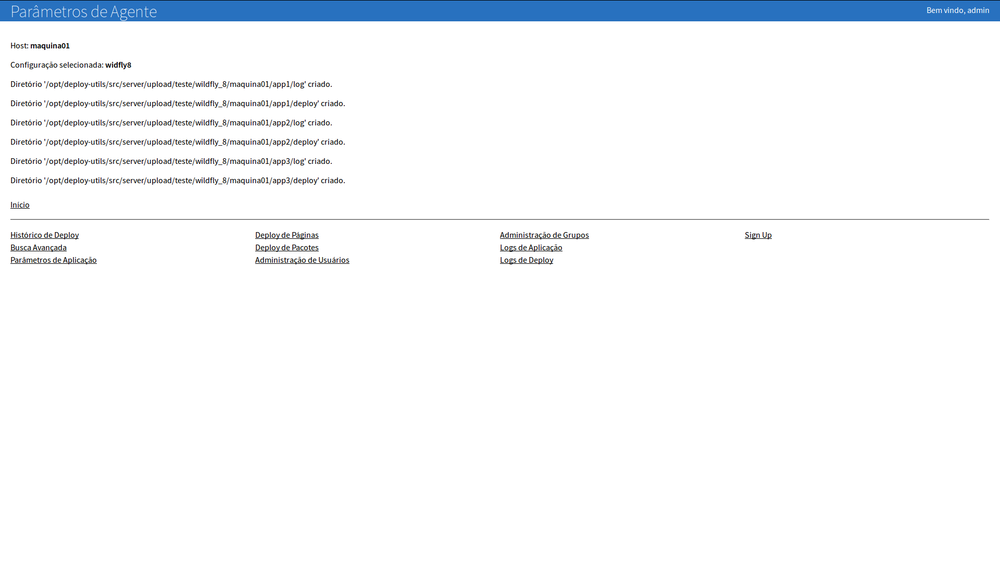 Parâmetros de Agente
Bem vindo, admin
Host: maquina01
Configuração selecionada: widfly8
Diretório '/opt/deploy-utils/src/server/upload/teste/wildfly_8/maquina01/app1/log' criado.
Diretório '/opt/deploy-utils/src/server/upload/teste/wildfly_8/maquina01/app1/deploy' criado.
Diretório '/opt/deploy-utils/src/server/upload/teste/wildfly_8/maquina01/app2/log' criado.
Diretório '/opt/deploy-utils/src/server/upload/teste/wildfly_8/maquina01/app2/deploy' criado.
Diretório '/opt/deploy-utils/src/server/upload/teste/wildfly_8/maquina01/app3/log' criado.
Diretório '/opt/deploy-utils/src/server/upload/teste/wildfly_8/maquina01/app3/deploy' criado.
Início
Histórico de Deploy
Busca Avançada
Parâmetros de Aplicação
Deploy de Páginas
Deploy de Pacotes
Administração de Usuários
Administração de Grupos
Logs de Aplicação
Logs de Deploy
Sign Up